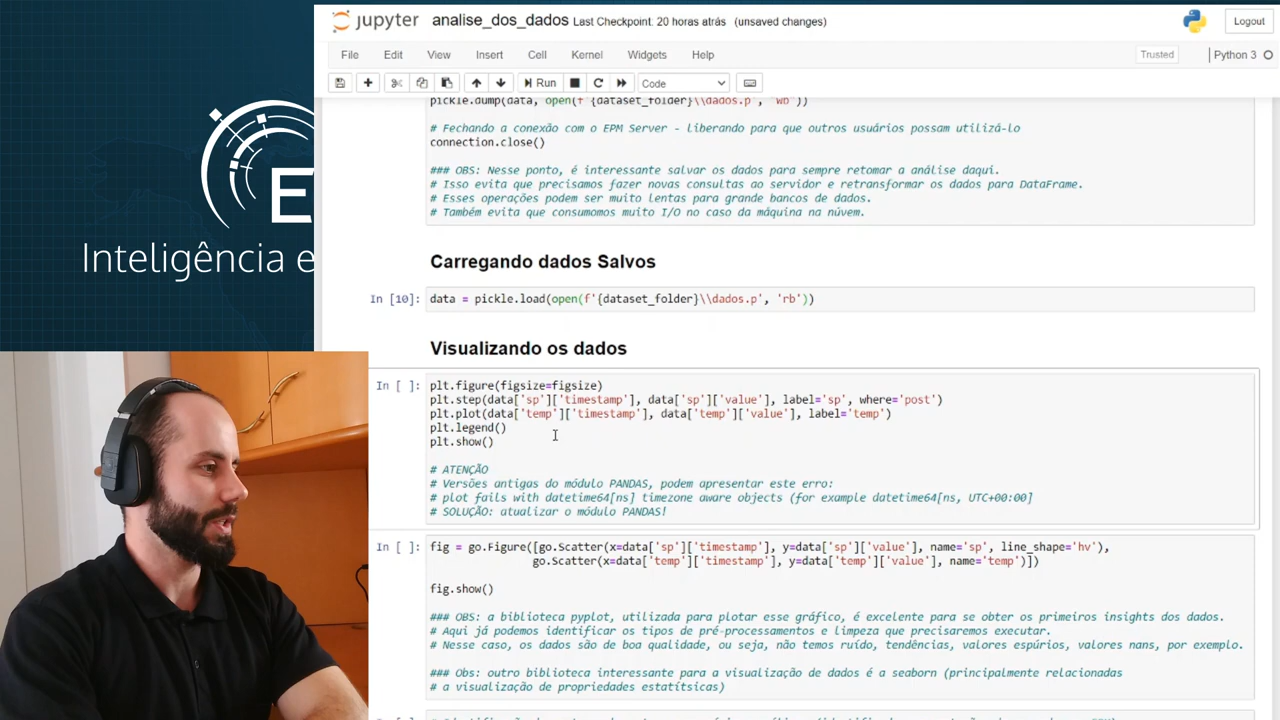 jupyter analise_dos_dados Last Checkpoint: 20 horas atrás (unsaved changes)
Logout
File Edit View Insert Cell Kernel Widgets Help
Trusted
Python 3
Run
Code
E
Inteligência e
pickle.dump(data, open(f'{dataset_folder}\\dados.p', 'wb'))
# Fechando a conexão com o EPM Server - liberando para que outros usuários possam utilizá-lo
connection.close()
### OBS: Nesse ponto, é interessante salvar os dados para sempre retomar a análise daqui.
# Isso evita que precisamos fazer novas consultas ao servidor e retransformar os dados para DataFrame.
# Esses operações podem ser muito lentas para grande bancos de dados.
# Também evita que consumomos muito I/O no caso da máquina na núvem.
Carregando dados Salvos
In [10]: data = pickle.load(open(f'{dataset_folder}\\dados.p', 'rb'))
Visualizando os dados
In [ ]: plt.figure(figsize=figsize)
plt.step(data['sp']['timestamp'], data['sp']['value'], label='sp', where='post')
plt.plot(data['temp']['timestamp'], data['temp']['value'], label='temp')
plt.legend()
plt.show()
# ATENÇÃO
# Versões antigas do módulo PANDAS, podem apresentar este erro:
# plot fails with datetime64[ns] timezone aware objects (for example datetime64[ns, UTC+00:00]
# SOLUÇÃO: atualizar o módulo PANDAS!
In [ ]: fig = go.Figure([go.Scatter(x=data['sp']['timestamp'], y=data['sp']['value'], name='sp', line_shape='hv'),
go.Scatter(x=data['temp']['timestamp'], y=data['temp']['value'], name='temp')])
fig.show()
### OBS: a biblioteca pyplot, utilizada para plotar esse gráfico, é excelente para se obter os primeiros insights dos dados.
# Aqui já podemos identificar os tipos de pré-processamentos e limpeza que precisaremos executar.
# Nesse caso, os dados são de boa qualidade, ou seja, não temos ruído, tendências, valores espúrios, valores nans, por exemplo.
### Obs: outro biblioteca interessante para a visualização de dados é a seaborn (principalmente relacionadas
# a visualização de propriedades estatítsicas)